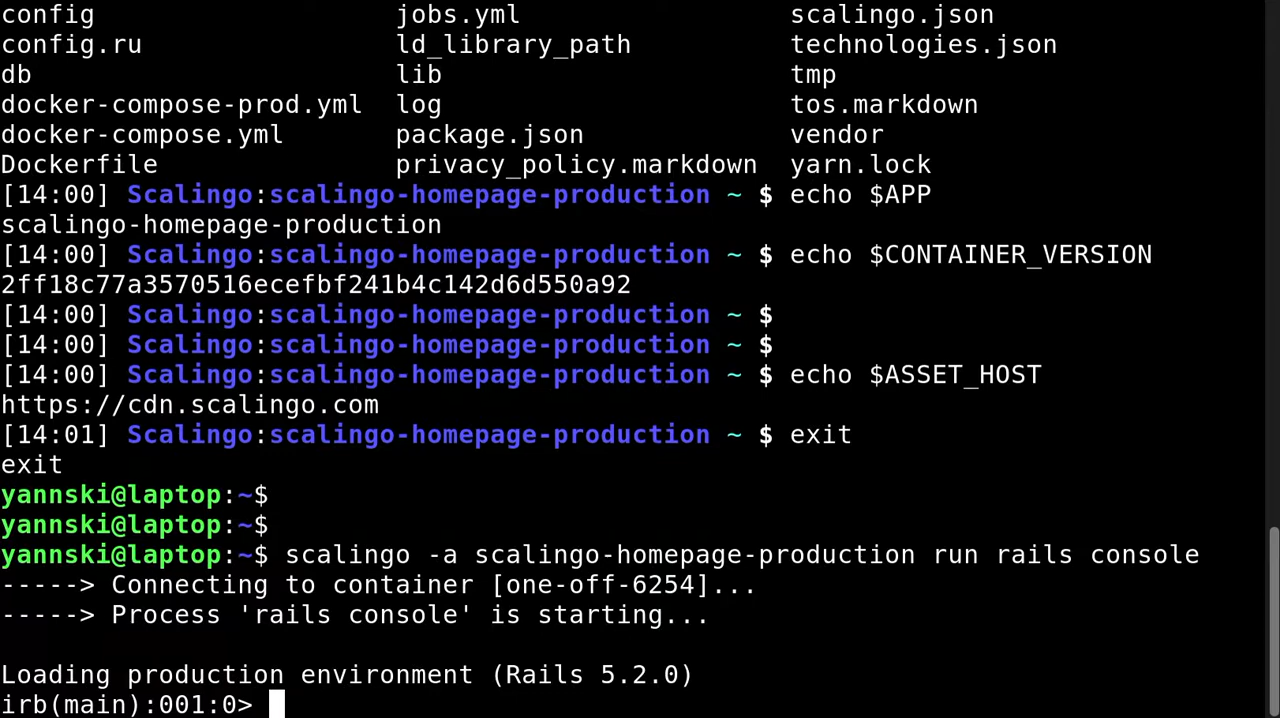 config                   jobs.yml                 scalingo.json
config.ru                ld_library_path          technologies.json
db                       lib                      tmp
docker-compose-prod.yml  log                      tos.markdown
docker-compose.yml       package.json             vendor
Dockerfile               privacy_policy.markdown  yarn.lock
[14:00] Scalingo:scalingo-homepage-production ~ $ echo $APP
scalingo-homepage-production
[14:00] Scalingo:scalingo-homepage-production ~ $ echo $CONTAINER_VERSION
2ff18c77a3570516ecefbf241b4c142d6d550a92
[14:00] Scalingo:scalingo-homepage-production ~ $
[14:00] Scalingo:scalingo-homepage-production ~ $
[14:00] Scalingo:scalingo-homepage-production ~ $ echo $ASSET_HOST
https://cdn.scalingo.com
[14:01] Scalingo:scalingo-homepage-production ~ $ exit
exit
yannski@laptop:~$
yannski@laptop:~$
yannski@laptop:~$ scalingo -a scalingo-homepage-production run rails console
-----> Connecting to container [one-off-6254]...
-----> Process 'rails console' is starting...
Loading production environment (Rails 5.2.0)
irb(main):001:0>